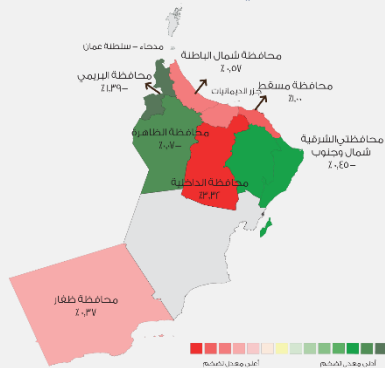 مدحاء - سلطنة عمان
محافظة شمال الباطنة
٪ ٠,٥٧
محافظة البريمي
٪١,٣٩-
محافظة مسقط
٪١,٠٠
جزر الديمانيات
محافظة الظاهرة
٪٠,٧-
محافظتي الشرقية
شمال وجنوب
٪٠,٤٥-
محافظة الداخلية
٪٣,٣٢
محافظة ظفار
٪ ٠,٣٧
أعلى معدل تضخم
أدنى معدل تضخم